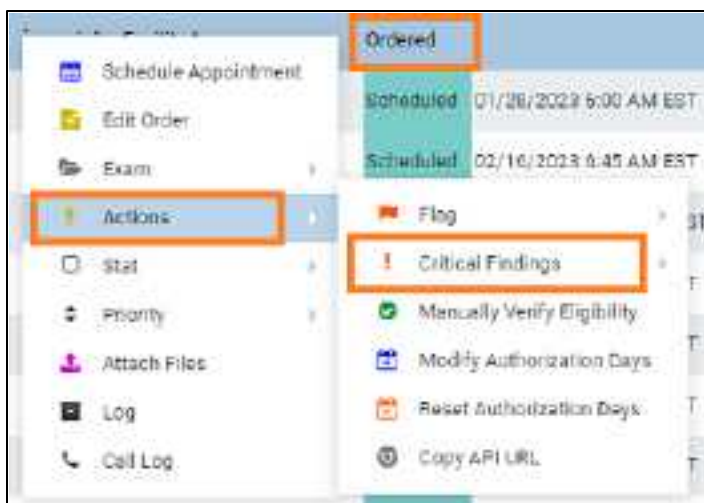 Ordered
Schedule Appointment
Scheduled 01/26/2023 6:00 AM EST
Edit Order
Scheduled 02/16/2023 6:45 AM EST
Exam
Actions
Flag
Stat
Critical Findings
Priority
Manually Verify Eligibility
Attach Files
Modify Authorization Days
Log
Reset Authorization Days
Call Log
Copy API URL